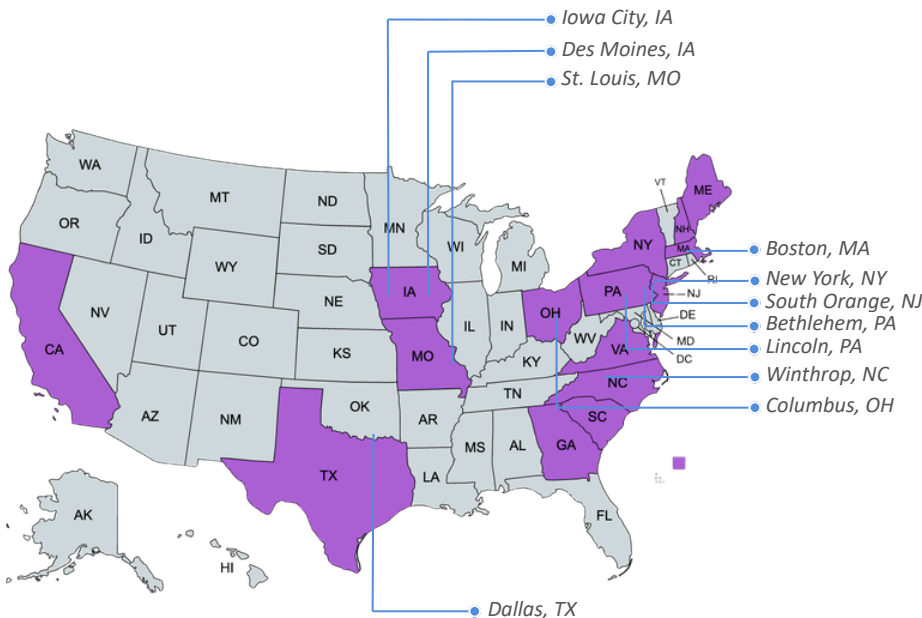 Iowa City, IA
Des Moines, IA
St. Louis, MO
WA
MT
ND
MN
VT
ME
OR
ID
SD
WI
NH
WY
MI
NY
MA
Boston, MA
CT
RI
NE
IA
PA
New York, NY
NV
NJ
South Orange, NJ
UT
CO
IL
IN
OH
DE
Bethlehem, PA
CA
KS
MO
WV
VA
MD
Lincoln, PA
KY
DC
NC
Winthrop, NC
TN
AZ
NM
OK
AR
SC
Columbus, OH
MS
AL
GA
TX
LA
FL
AK
HI
Dallas, TX